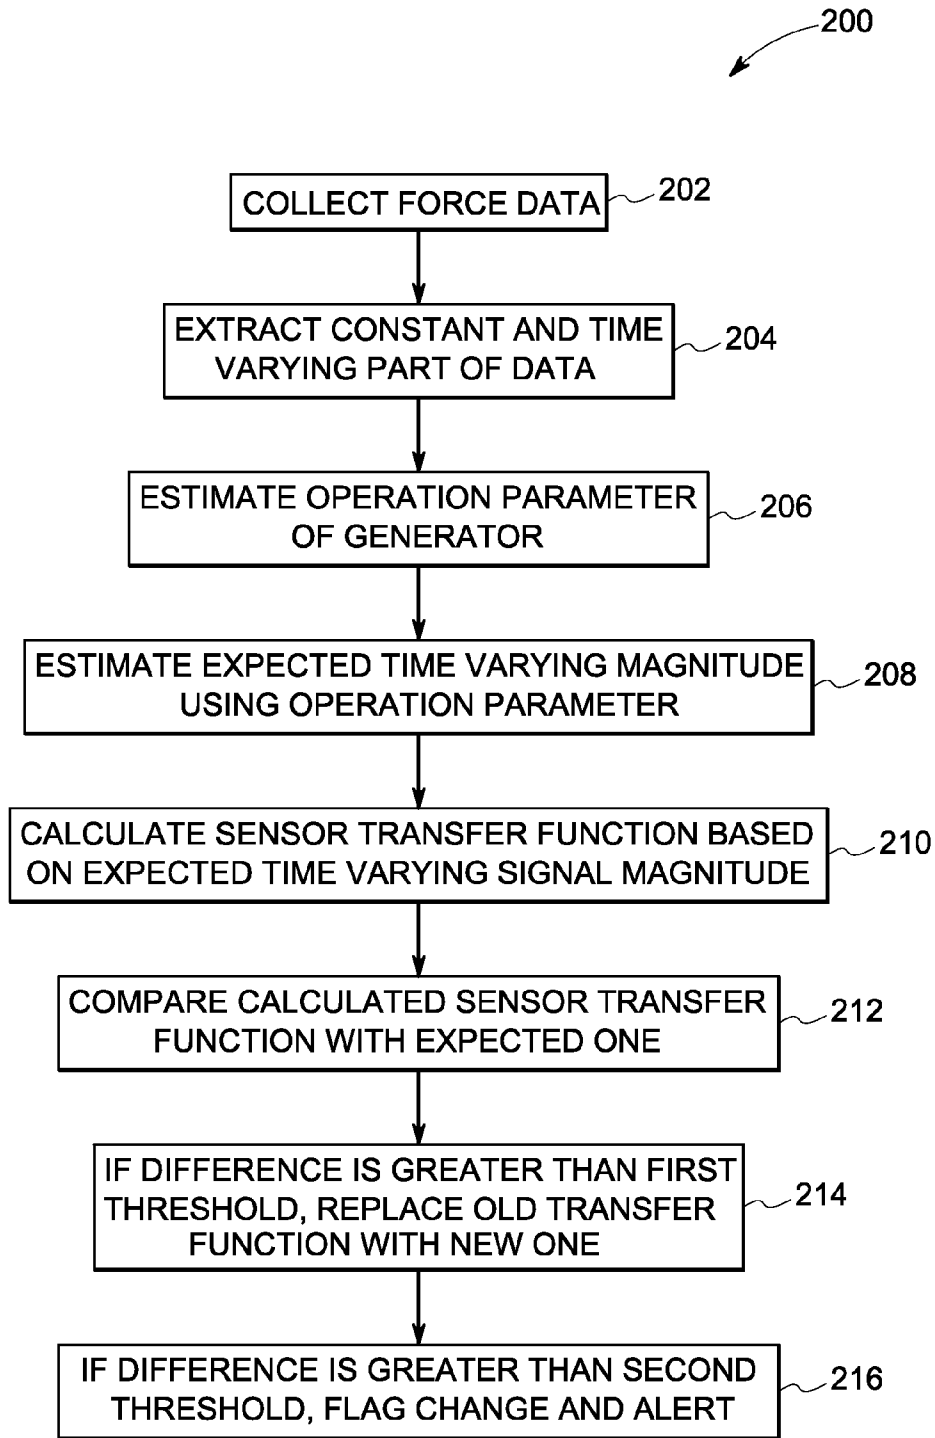 200
COLLECT FORCE DATA
202
EXTRACT CONSTANT AND TIME
VARYING PART OF DATA
204
ESTIMATE OPERATION PARAMETER
OF GENERATOR
206
ESTIMATE EXPECTED TIME VARYING MAGNITUDE
USING OPERATION PARAMETER
208
CALCULATE SENSOR TRANSFER FUNCTION BASED
ON EXPECTED TIME VARYING SIGNAL MAGNITUDE
210
COMPARE CALCULATED SENSOR TRANSFER
FUNCTION WITH EXPECTED ONE
212
IF DIFFERENCE IS GREATER THAN FIRST
THRESHOLD, REPLACE OLD TRANSFER
FUNCTION WITH NEW ONE
214
IF DIFFERENCE IS GREATER THAN SECOND
THRESHOLD, FLAG CHANGE AND ALERT
216